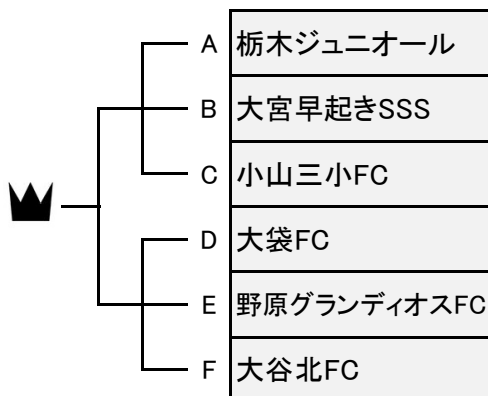 A 栃木ジュニオール
B 大宮早起きSSS
C 小山三小FC
D 大袋FC
E 野原グランディオスFC
F 大谷北FC